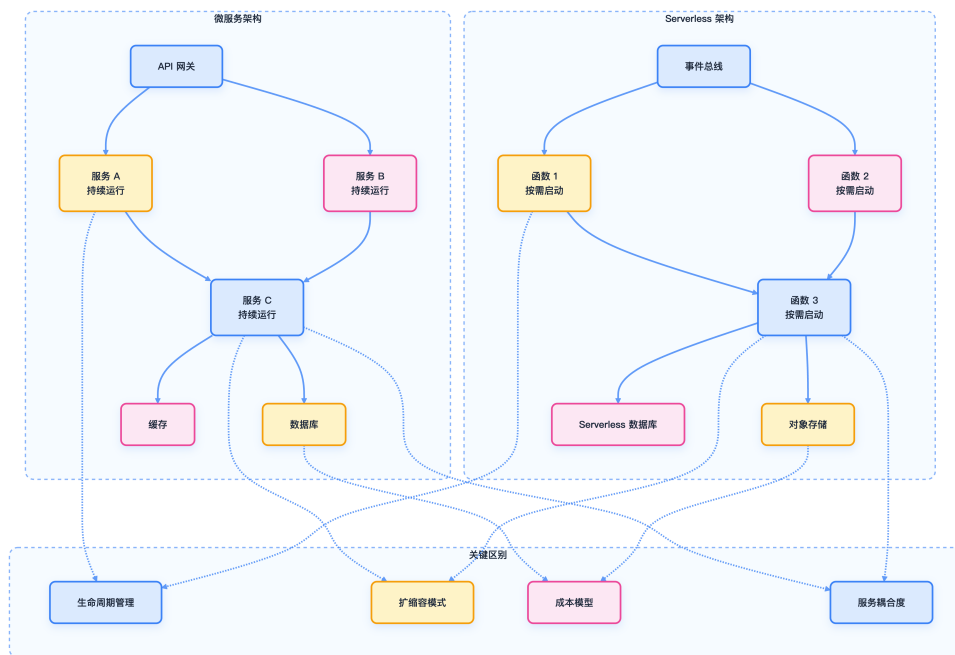 微服务架构
Serverless 架构
API 网关
事件总线
服务 A
持续运行
服务 B
持续运行
函数 1
按需启动
函数 2
按需启动
服务 C
持续运行
函数 3
按需启动
缓存
数据库
Serverless 数据库
对象存储
关键区别
生命周期管理
扩缩容模式
成本模型
服务耦合度